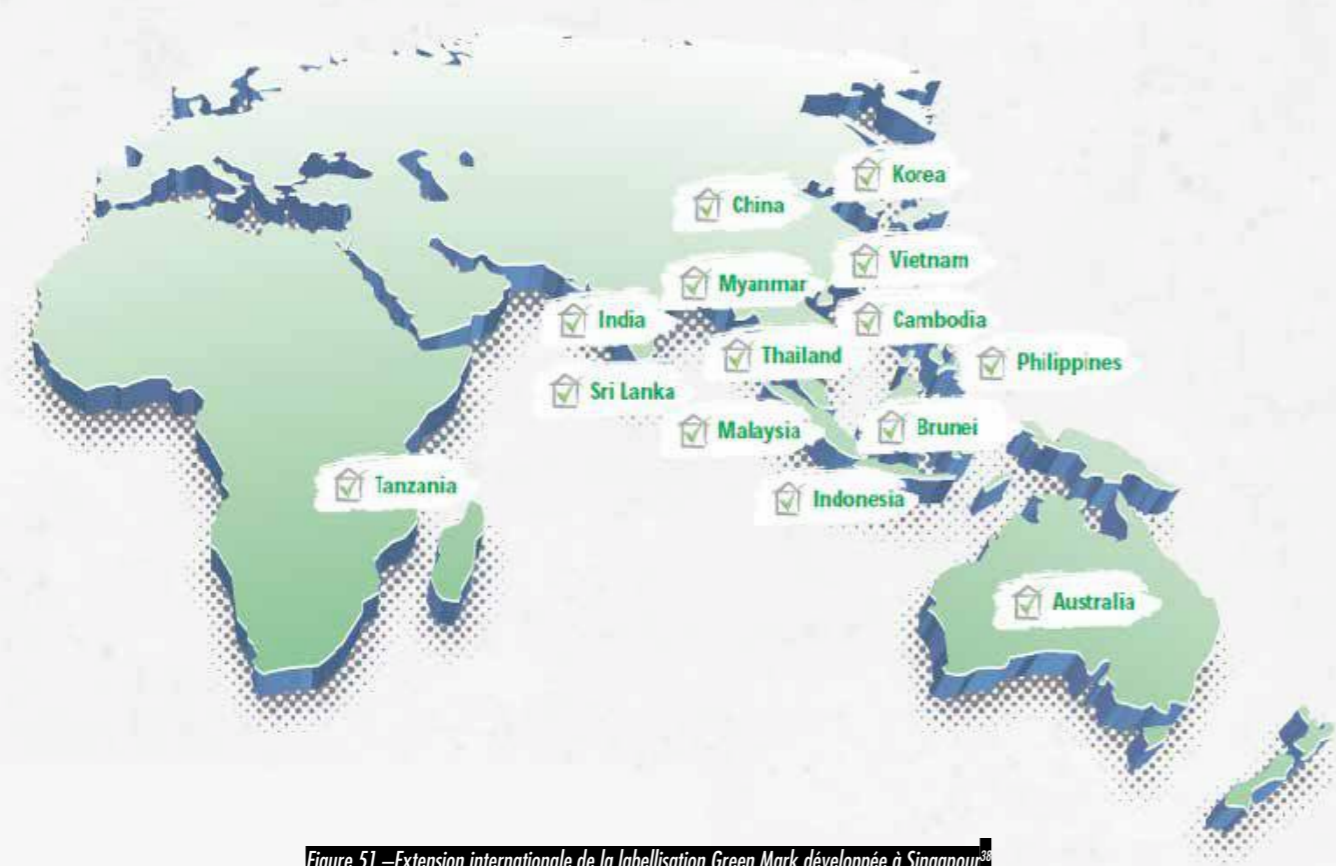 Korea
China
Vietnam
Myanmar
India
Cambodia
Thailand
Philippines
Sri Lanka
Malaysia
Brunei
Tanzania
Indonesia
Australia
Figure 51 –Extension internationale de la labellisation Green Mark développée à Singapour³⁸